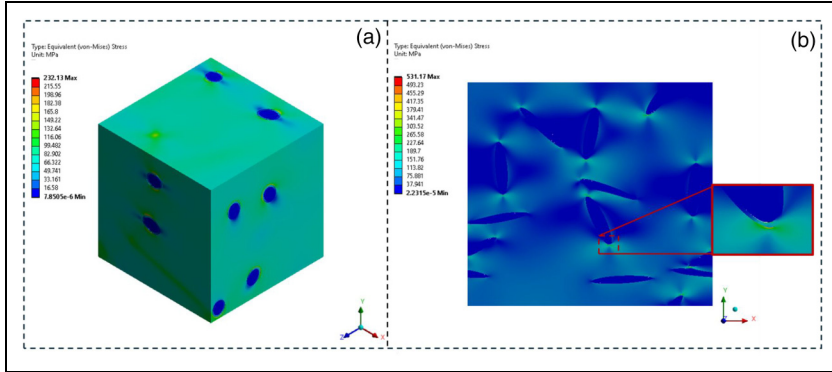 (a)
Type: Equivalent (von-Mises) Stress
Unit: MPa
232.13 Max
215.55
198.96
182.38
165.8
149.22
132.64
116.06
99.482
82.902
66.322
49.741
33.161
16.58
7.8505e-6 Min
Y
Z
X
(b)
Type: Equivalent (von-Mises) Stress
Unit: MPa
531.17 Max
493.23
455.29
417.35
379.41
341.47
303.52
265.58
227.64
189.7
151.76
113.82
75.881
37.941
2.2315e-5 Min
Y
Z
X